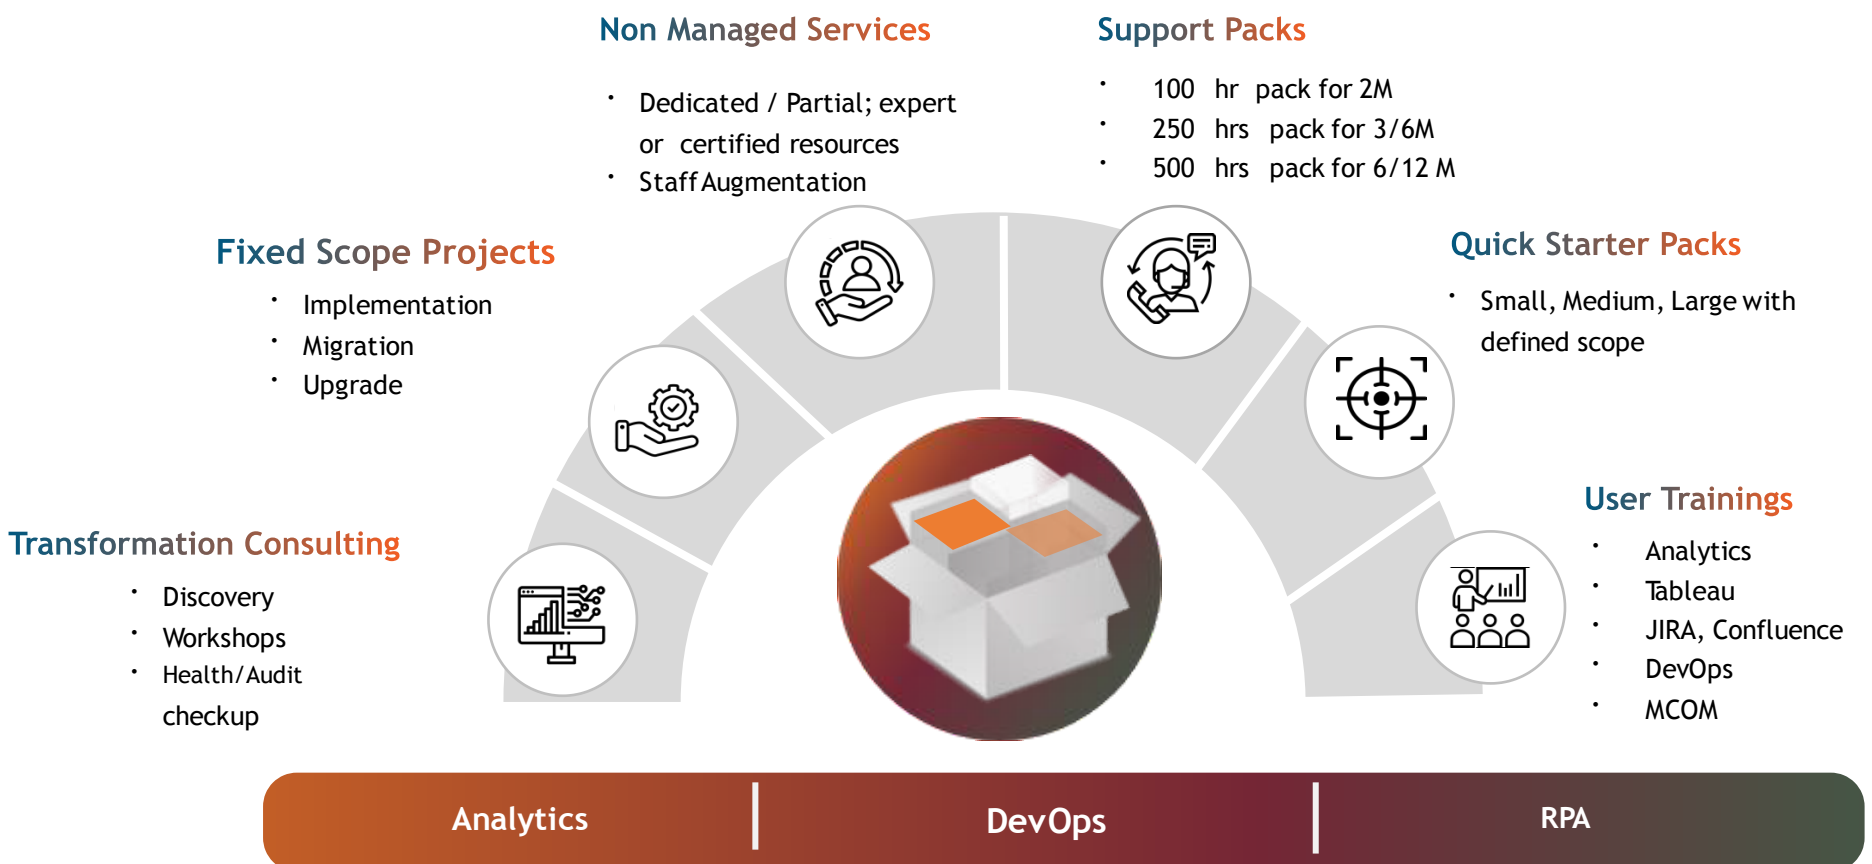 Non Managed Services
· Dedicated / Partial; expert
or certified resources
· Staff Augmentation
Support Packs
· 100 hr pack for 2M
· 250 hrs pack for 3/6M
· 500 hrs pack for 6/12 M
Fixed Scope Projects
· Implementation
· Migration
· Upgrade
Quick Starter Packs
· Small, Medium, Large with
defined scope
Transformation Consulting
· Discovery
· Workshops
· Health/Audit
checkup
User Trainings
· Analytics
· Tableau
· JIRA, Confluence
· DevOps
· MCOM
Analytics
DevOps
RPA